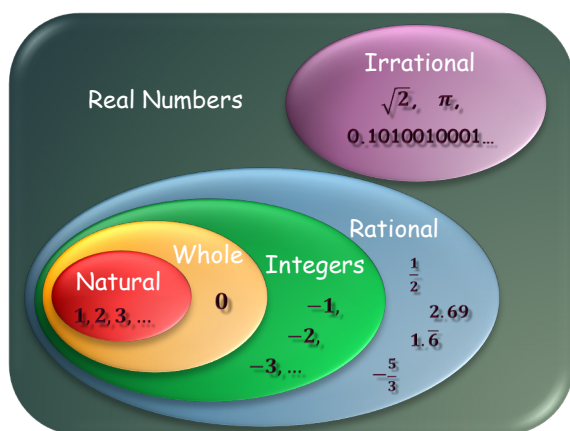 Irrational
√2, π,
0.1010010001...
Real Numbers
Rational
1/2
2.69
1.6̅
−5/3
Integers
−1,
−2,
−3, ...
Whole
0
Natural
1, 2, 3, ...